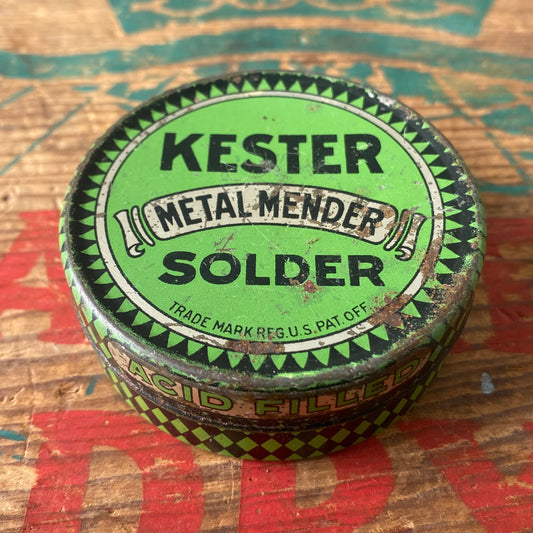 KESTER
METAL MENDER
SOLDER
TRADE MARK REG. U.S. PAT. OFF.
ACID FILLED